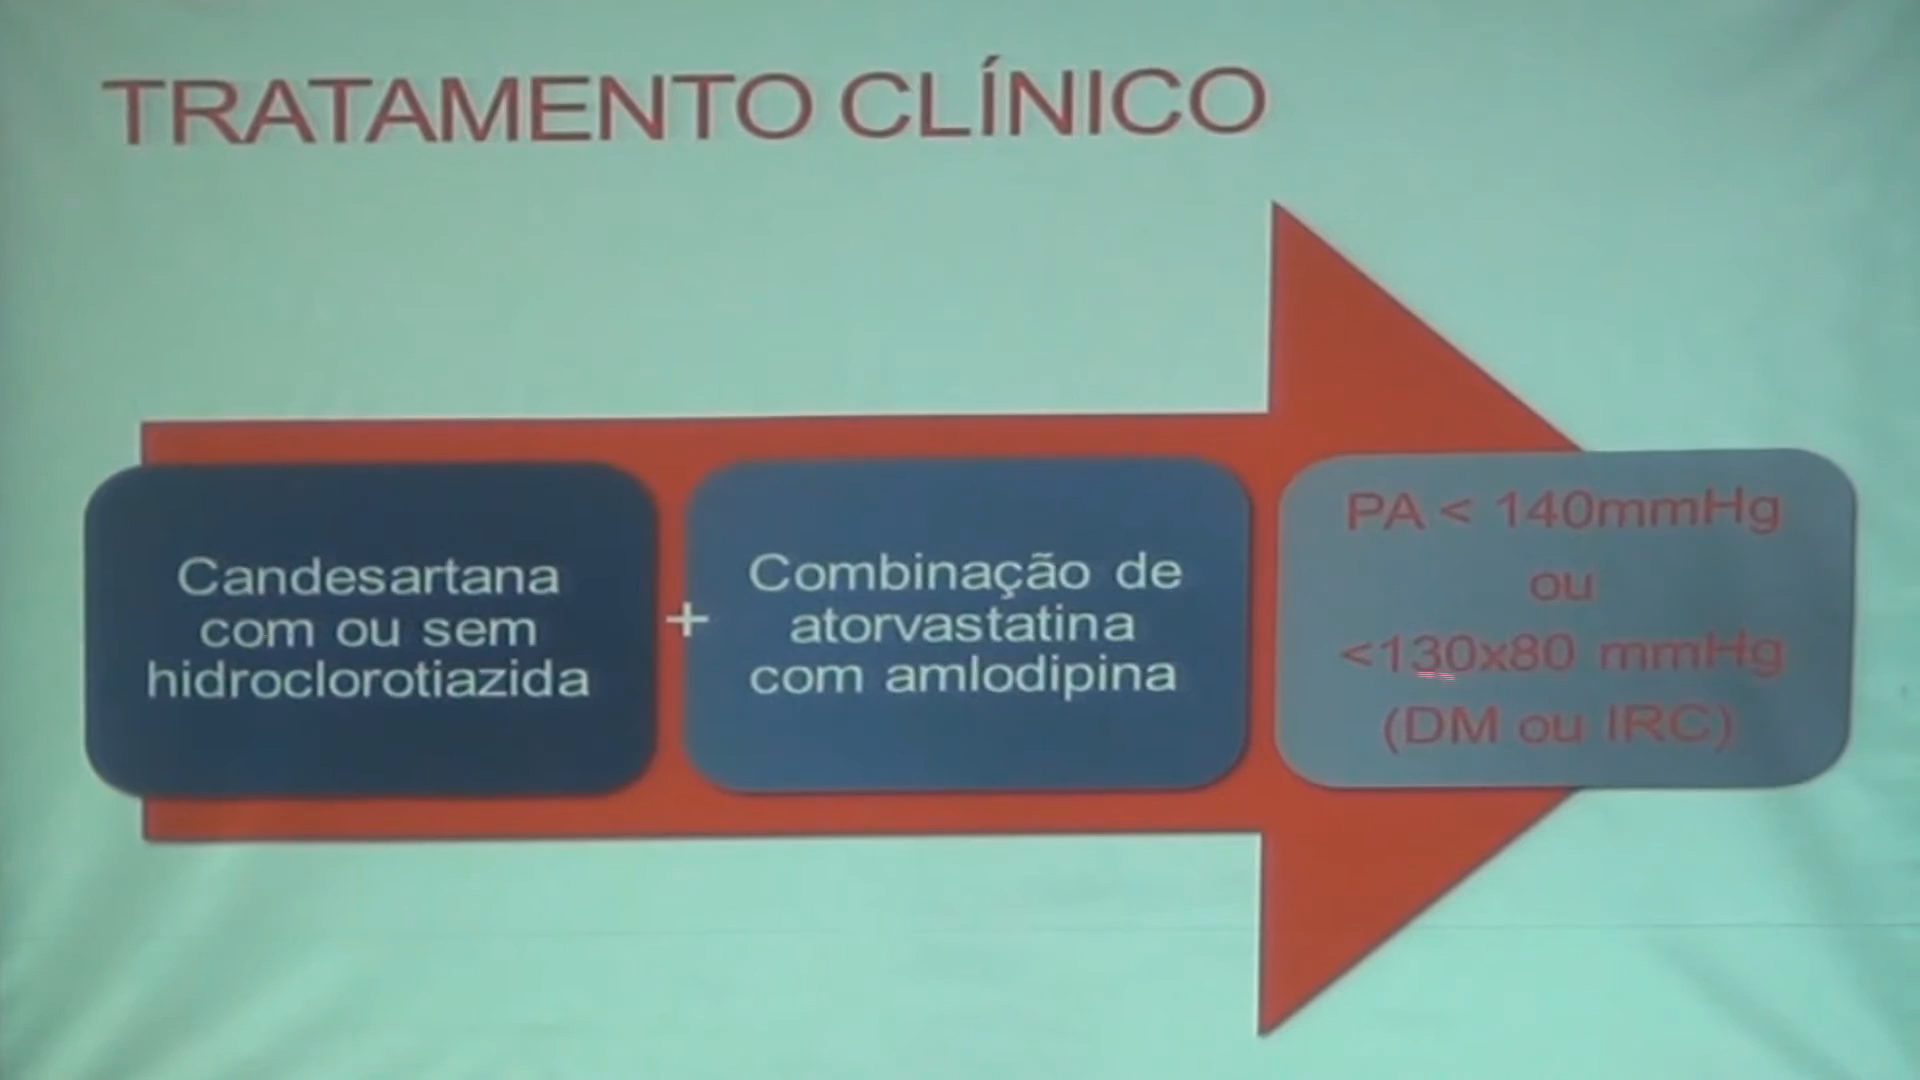 TRATAMENTO CLÍNICO
Candesartana
com ou sem
hidroclorotiazida
+
Combinação de
atorvastatina
com amlodipina
PA < 140mmHg
ou
<130x80 mmHg
(DM ou IRC)